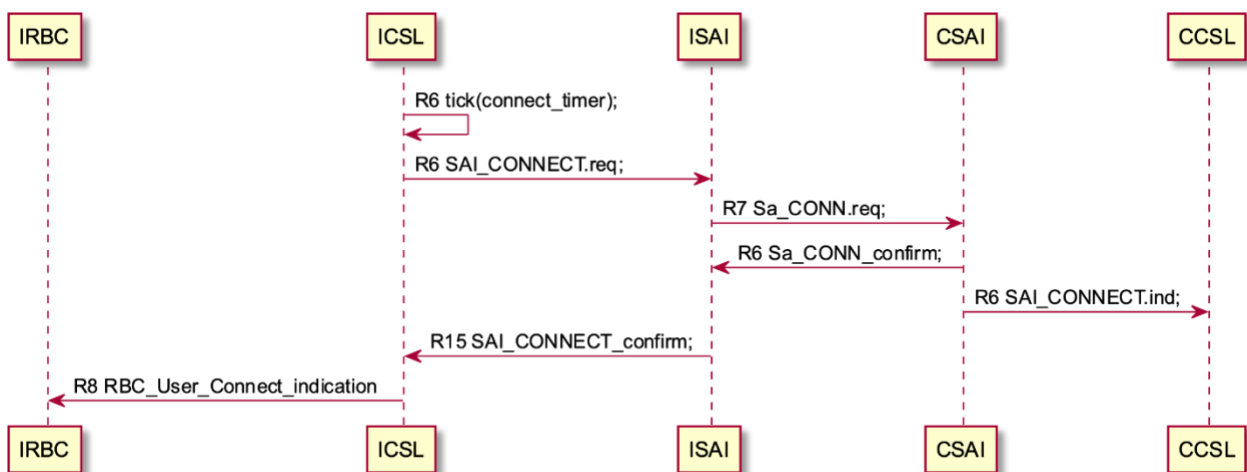 IRBC ICSL ISAI CSAI CCSL
R6 tick(connect_timer);
R6 SAI_CONNECT.req;
R7 Sa_CONN.req;
R6 Sa_CONN_confirm;
R6 SAI_CONNECT.ind;
R15 SAI_CONNECT_confirm;
R8 RBC_User_Connect_indication
IRBC ICSL ISAI CSAI CCSL